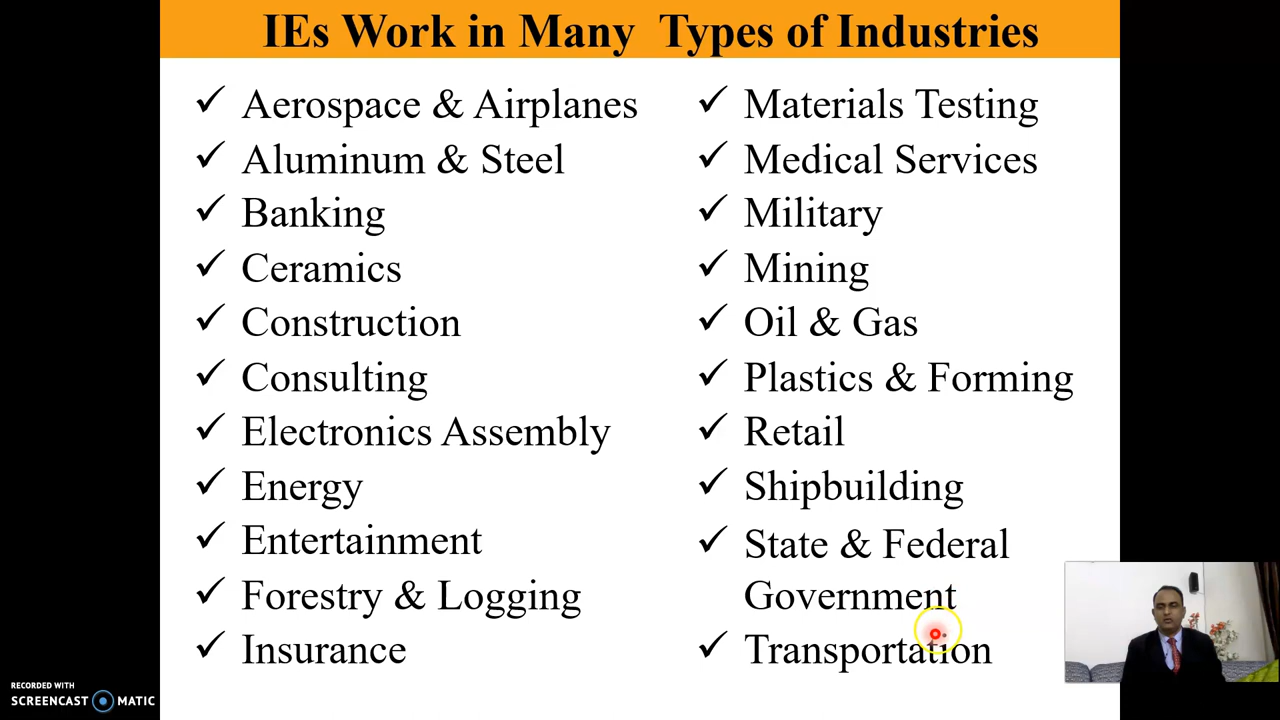 IEs Work in Many Types of Industries
✓ Aerospace & Airplanes
✓ Aluminum & Steel
✓ Banking
✓ Ceramics
✓ Construction
✓ Consulting
✓ Electronics Assembly
✓ Energy
✓ Entertainment
✓ Forestry & Logging
✓ Insurance
✓ Materials Testing
✓ Medical Services
✓ Military
✓ Mining
✓ Oil & Gas
✓ Plastics & Forming
✓ Retail
✓ Shipbuilding
✓ State & Federal
Government
✓ Transportation
RECORDED WITH
SCREENCAST MATIC